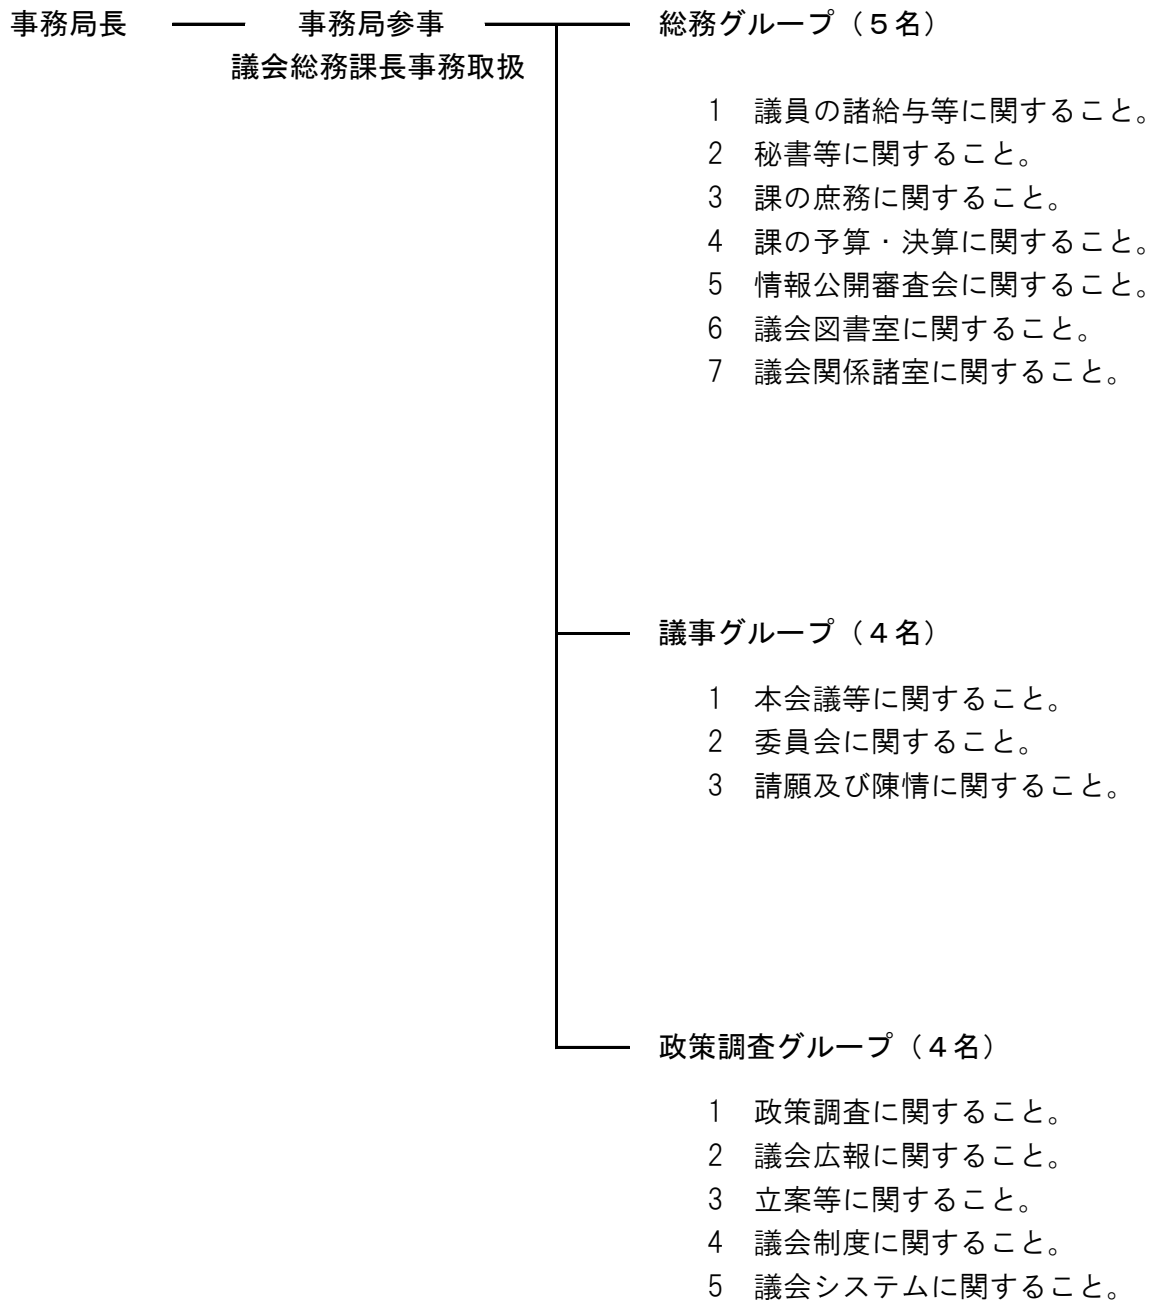 事務局長　事務局参事　総務グループ（５名）
議会総務課長事務取扱
1　議員の諸給与等に関すること。
2　秘書等に関すること。
3　課の庶務に関すること。
4　課の予算・決算に関すること。
5　情報公開審査会に関すること。
6　議会図書室に関すること。
7　議会関係諸室に関すること。
議事グループ（４名）
1　本会議等に関すること。
2　委員会に関すること。
3　請願及び陳情に関すること。
政策調査グループ（４名）
1　政策調査に関すること。
2　議会広報に関すること。
3　立案等に関すること。
4　議会制度に関すること。
5　議会システムに関すること。